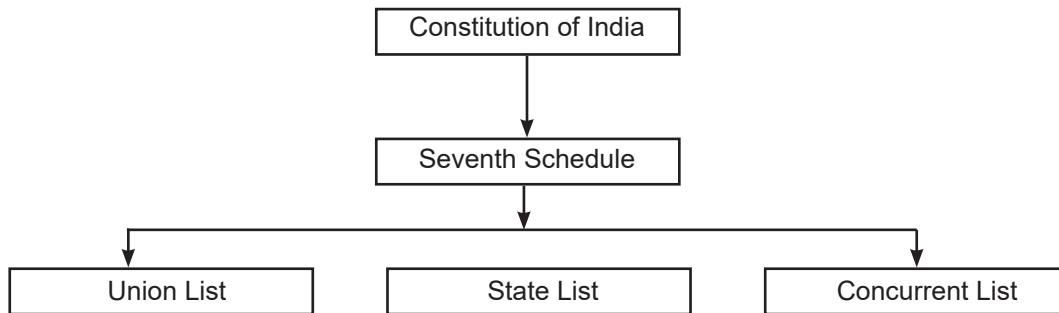 Constitution of India
Seventh Schedule
Union List
State List
Concurrent List